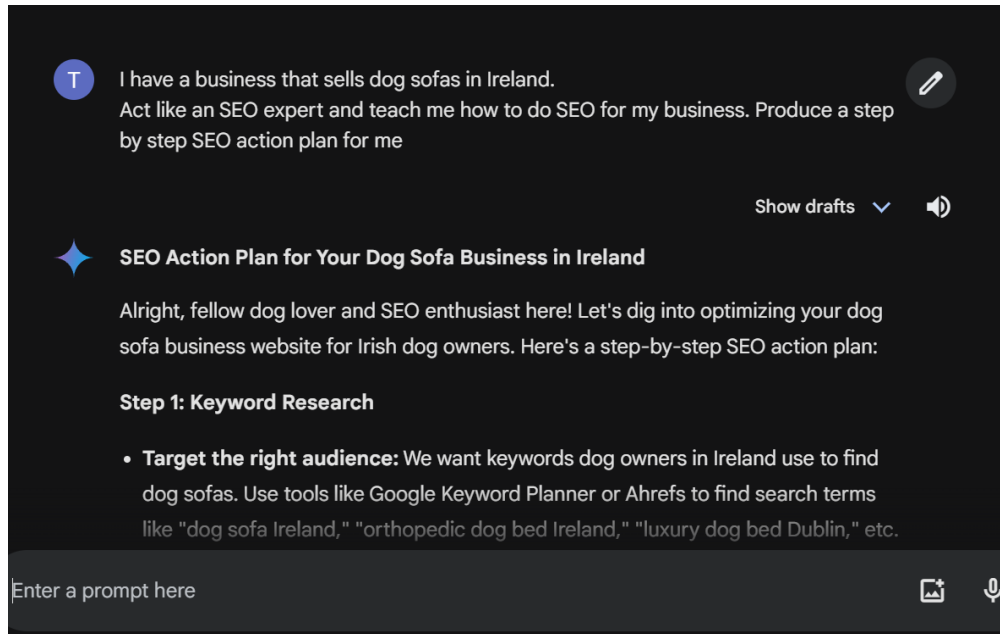 T
I have a business that sells dog sofas in Ireland.
Act like an SEO expert and teach me how to do SEO for my business. Produce a step
by step SEO action plan for me
Show drafts
SEO Action Plan for Your Dog Sofa Business in Ireland
Alright, fellow dog lover and SEO enthusiast here! Let's dig into optimizing your dog
sofa business website for Irish dog owners. Here's a step-by-step SEO action plan:
Step 1: Keyword Research
• Target the right audience: We want keywords dog owners in Ireland use to find
dog sofas. Use tools like Google Keyword Planner or Ahrefs to find search terms
like "dog sofa Ireland," "orthopedic dog bed Ireland," "luxury dog bed Dublin," etc.
Enter a prompt here